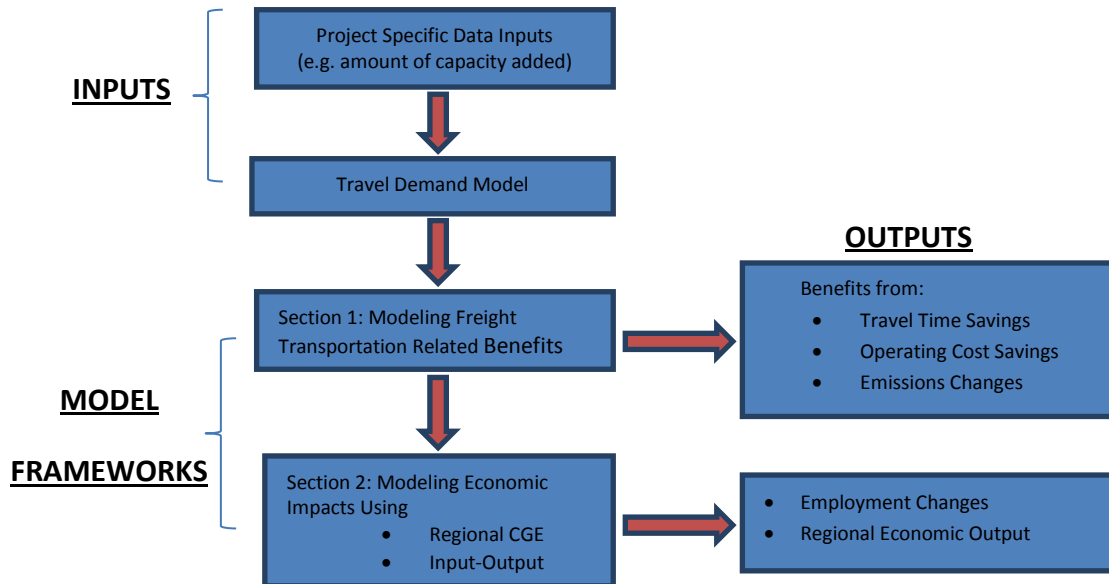 Project Specific Data Inputs
(e.g. amount of capacity added)
INPUTS
Travel Demand Model
OUTPUTS
Section 1: Modeling Freight
Transportation Related Benefits
Benefits from:
• Travel Time Savings
• Operating Cost Savings
• Emissions Changes
MODEL
FRAMEWORKS
Section 2: Modeling Economic
Impacts Using
• Regional CGE
• Input-Output
• Employment Changes
• Regional Economic Output